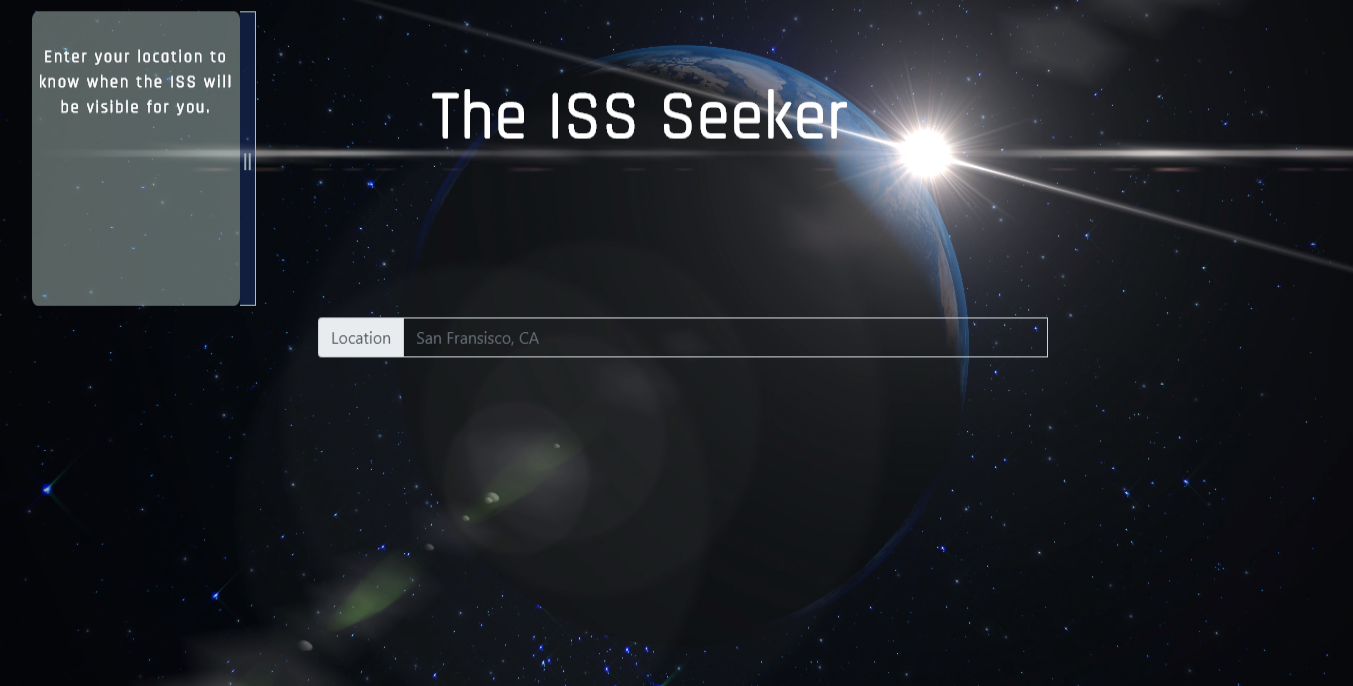 Enter your location to
know when the ISS will
be visible for you.
The ISS Seeker
Location San Fransisco, CA